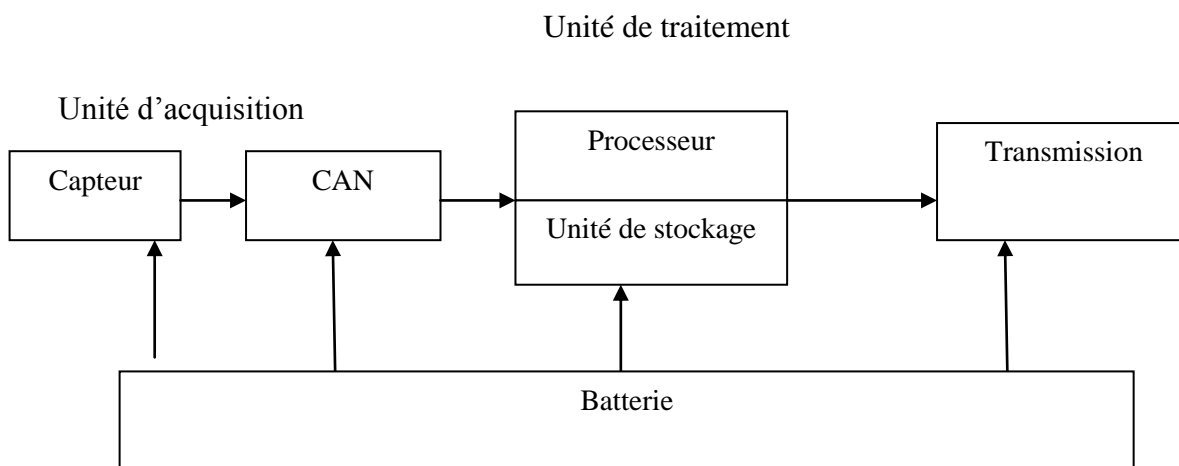 Unité de traitement
Unité d’acquisition
Capteur
CAN
Processeur
Unité de stockage
Transmission
Batterie